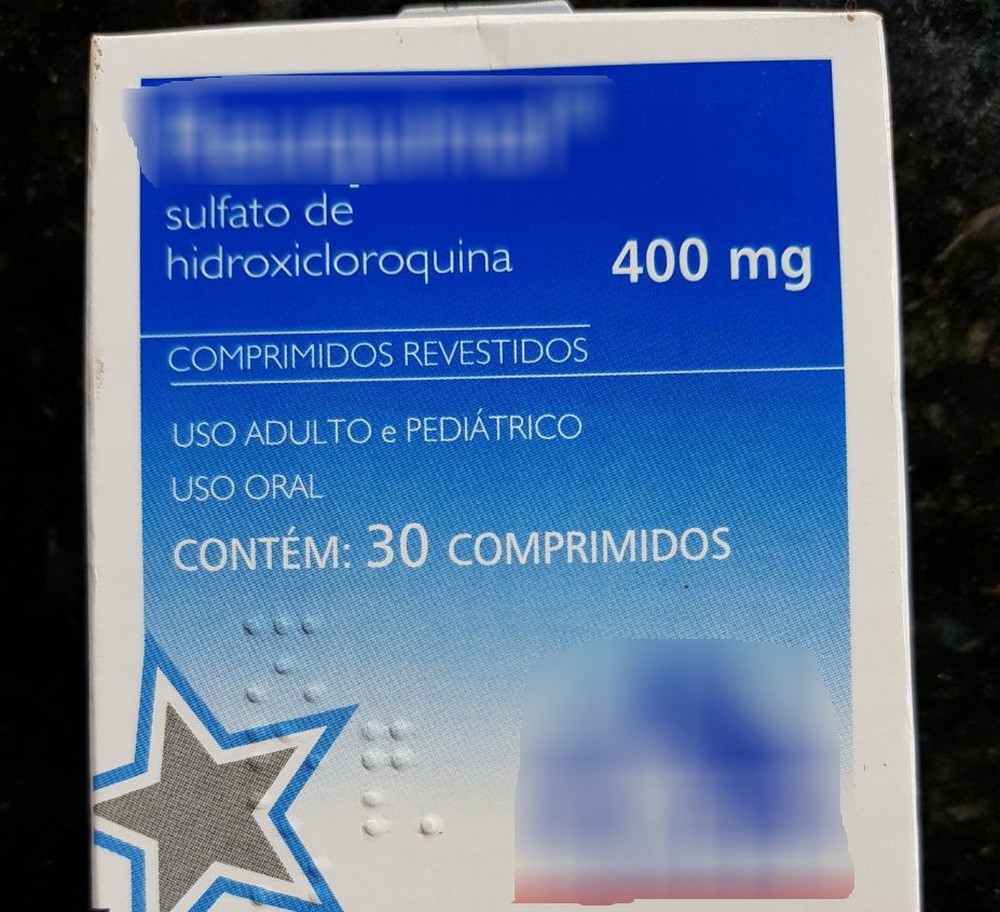 sulfato de
hidroxicloroquina
400 mg
COMPRIMIDOS REVESTIDOS
USO ADULTO e PEDIÁTRICO
USO ORAL
CONTÉM: 30 COMPRIMIDOS